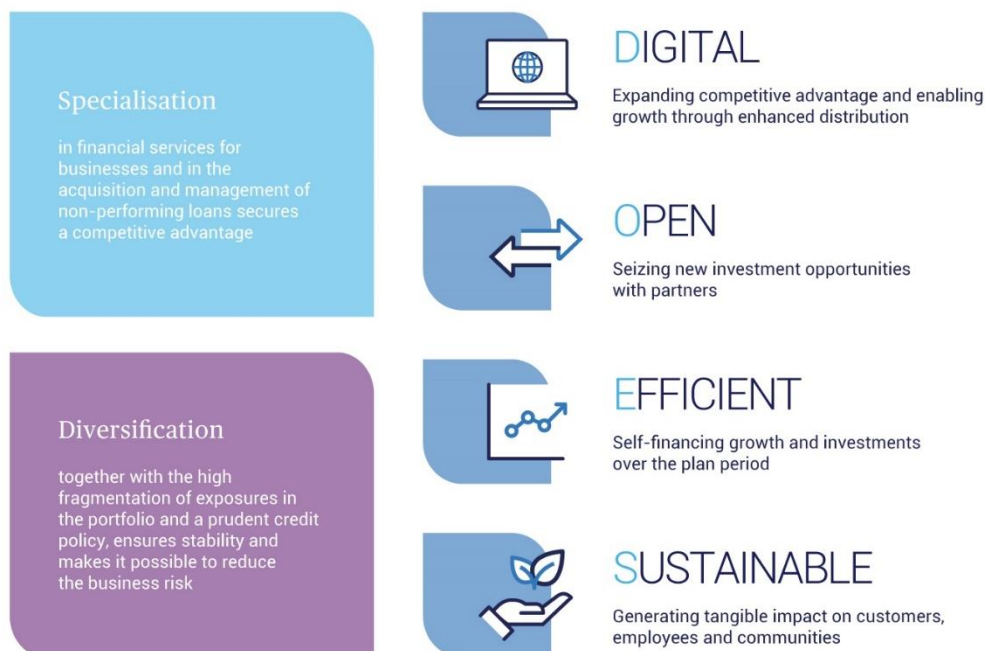 Specialisation
in financial services for
businesses and in the
acquisition and management of
non-performing loans secures
a competitive advantage
Diversification
together with the high
fragmentation of exposures in
the portfolio and a prudent credit
policy, ensures stability and
makes it possible to reduce
the business risk
DIGITAL
Expanding competitive advantage and enabling
growth through enhanced distribution
OPEN
Seizing new investment opportunities
with partners
EFFICIENT
Self-financing growth and investments
over the plan period
SUSTAINABLE
Generating tangible impact on customers,
employees and communities